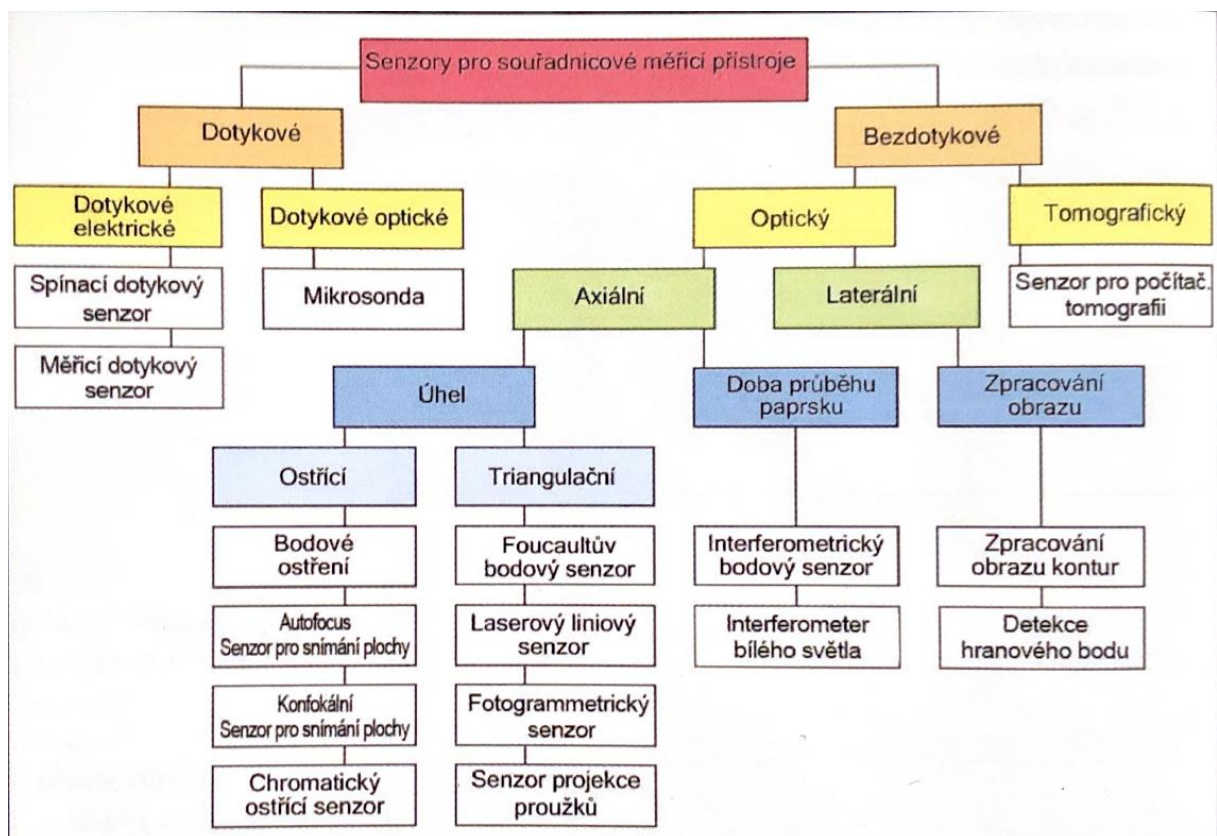 Senzory pro souřadnicové měřicí přístroje
Dotykové
Bezdotykové
Dotykové
elektrické
Dotykové optické
Optický
Tomografický
Spínací dotykový
senzor
Mikrosonda
Axiální
Laterální
Senzor pro počítač.
tomografii
Měřicí dotykový
senzor
Úhel
Doba průběhu
paprsku
Zpracování
obrazu
Ostřící
Triangulační
Bodové
ostření
Foucaultův
bodový senzor
Interferometrický
bodový senzor
Zpracování
obrazu kontur
Autofocus
Senzor pro snímání plochy
Laserový liniový
senzor
Interferometer
bílého světla
Detekce
hranového bodu
Konfokální
Senzor pro snímání plochy
Fotogrammetrický
senzor
Chromatický
ostřící senzor
Senzor projekce
proužků